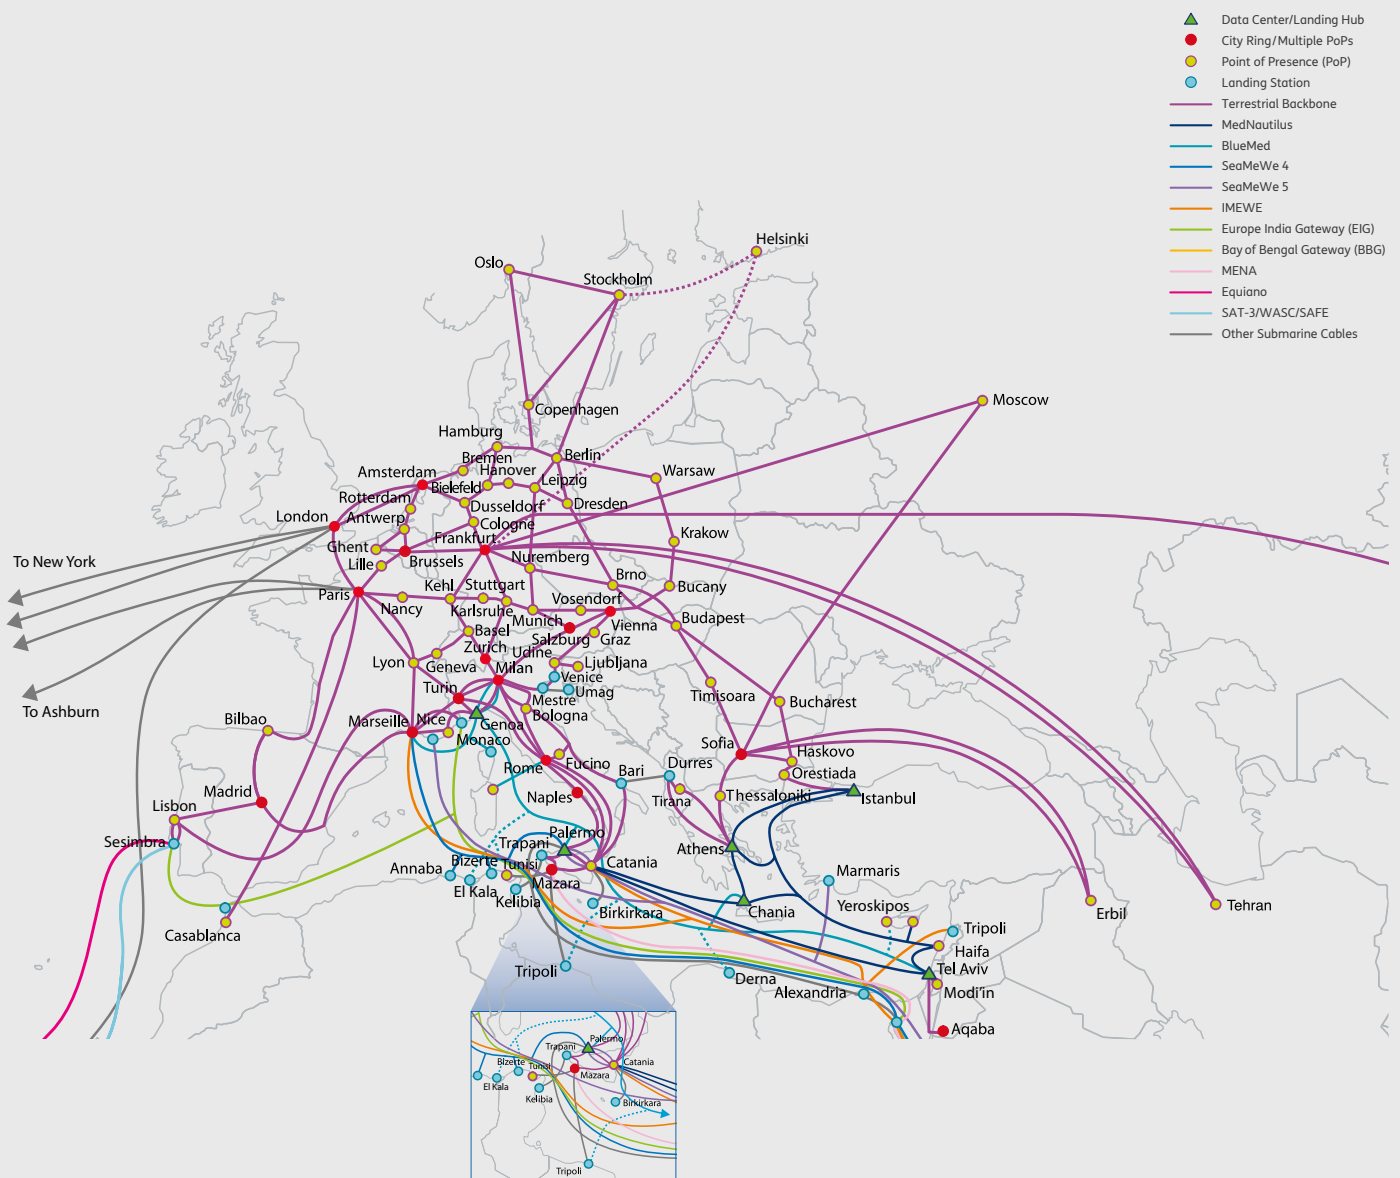 Data Center/Landing Hub
City Ring/Multiple PoPs
Point of Presence (PoP)
Landing Station
Terrestrial Backbone
MedNautilus
BlueMed
SeaMeWe 4
SeaMeWe 5
IMEWE
Europe India Gateway (EIG)
Bay of Bengal Gateway (BBG)
MENA
Equiano
SAT-3/WASC/SAFE
Other Submarine Cables
Helsinki
Oslo
Stockholm
Moscow
Copenhagen
Hamburg
Berlin
Bremen
Amsterdam
Hanover
Warsaw
Bielefeld
Leipzig
Rotterdam
Dusseldorf
Dresden
London
Antwerp
Cologne
Frankfurt
Krakow
Ghent
Brussels
Nuremberg
Lille
To New York
Brno
Kehl
Stuttgart
Bucany
Paris
Nancy
Karlsruhe
Vosendorf
Munich
Vienna
Budapest
Basel
Salzburg
Graz
Zurich
Udine
Lyon
Geneva
Milan
Ljubljana
Venice
Turin
Umag
Timisoara
Mestre
Bucharest
To Ashburn
Bologna
Bilbao
Marseille
Nice
Genoa
Monaco
Sofia
Haskovo
Rome
Fucino
Bari
Durres
Orestiada
Madrid
Naples
Tirana
Thessaloniki
Istanbul
Lisbon
Sesimbra
Palermo
Trapani
Athens
Annaba
Bizerte
Tunisi
Catania
Marmaris
El Kala
Mazara
Kelibia
Birkirkara
Chania
Yeroskipos
Erbil
Tehran
Casablanca
Tripoli
Haifa
Tripoli
Derna
Tel Aviv
Alexandria
Modi'in
Aqaba
Palermo
Trapani
Bizerte
Tunisi
Catania
Mazara
El Kala
Kelibia
Birkirkara
Tripoli